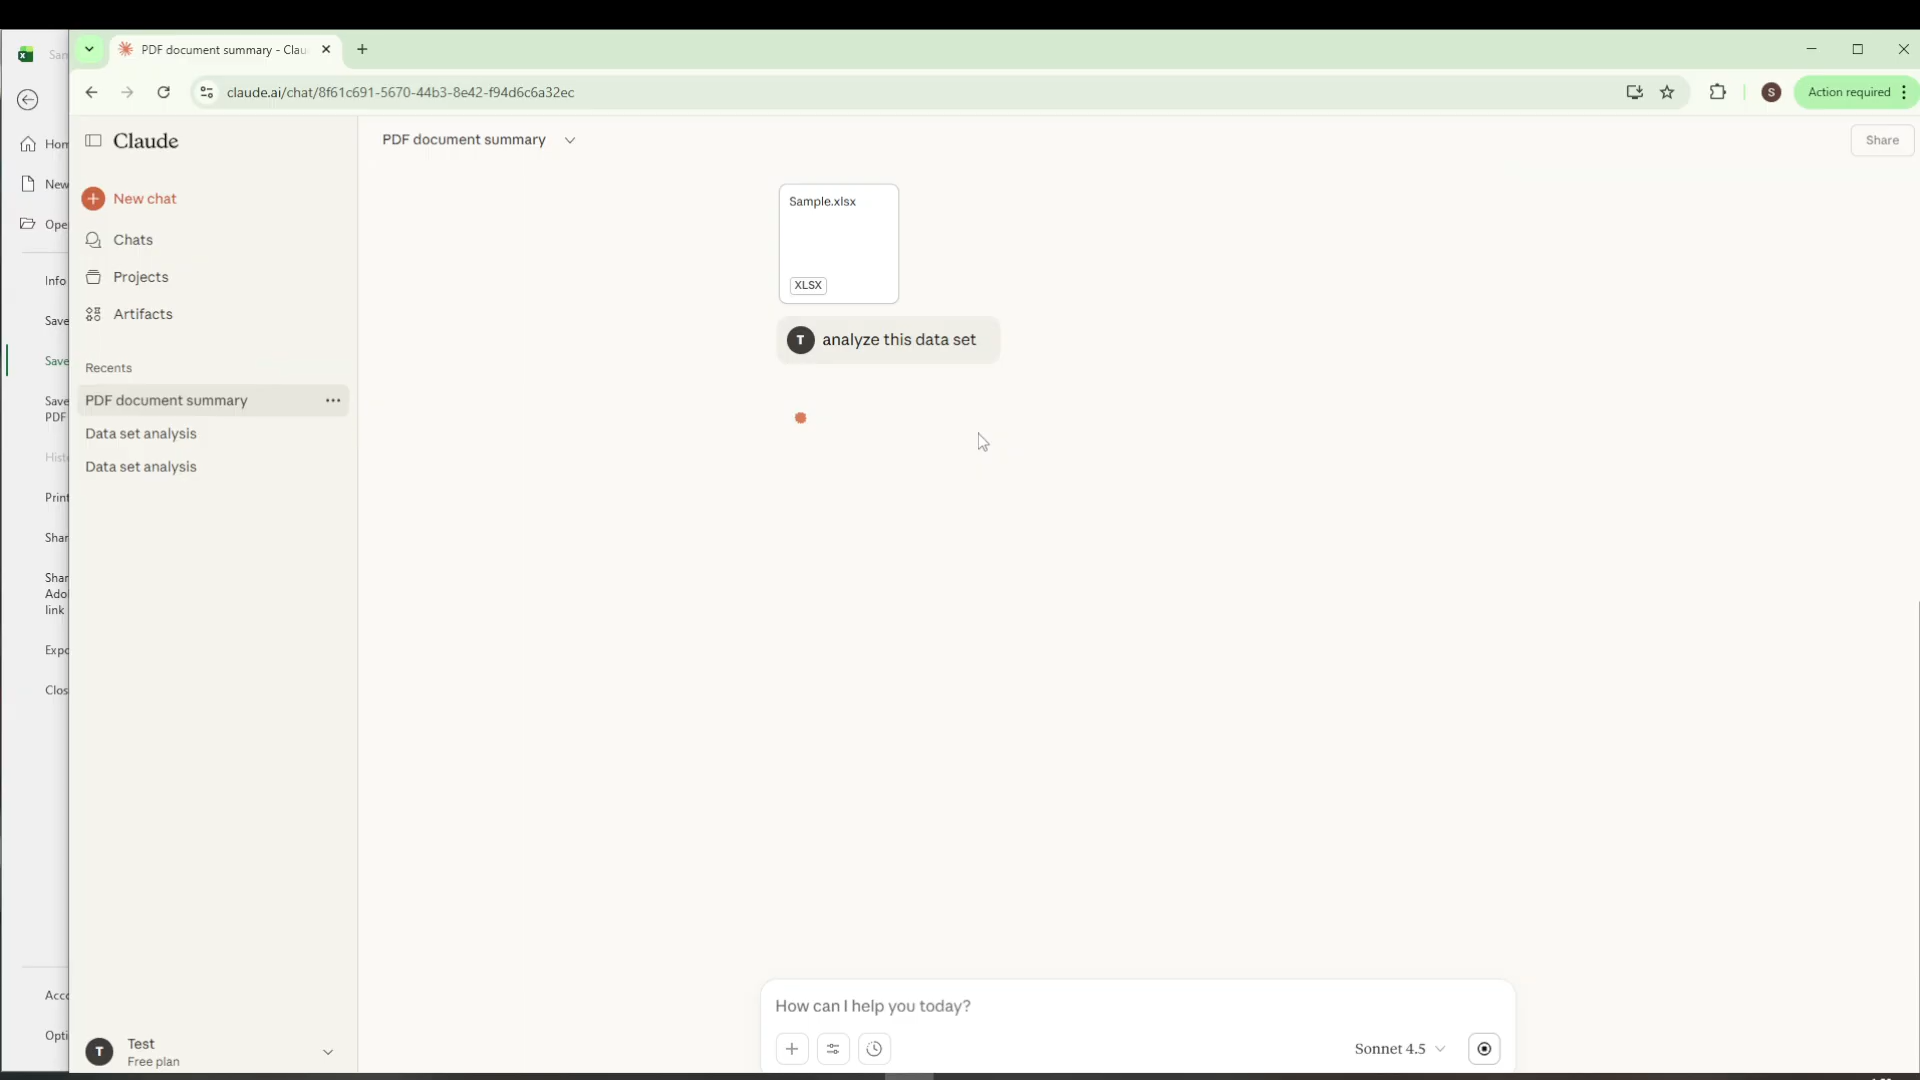 San
PDF document summary - Clau
claude.ai/chat/8f61c691-5670-44b3-8e42-f94d6c6a32ec
S
Action required
Hom
New
Ope
Info
Save
Save
Save
PDF
Histo
Print
Shar
Shar
Ado
link
Expo
Clos
Acco
Opti
Claude
New chat
Chats
Projects
Artifacts
Recents
PDF document summary
Data set analysis
Data set analysis
T
Test
Free plan
PDF document summary
Share
Sample.xlsx
XLSX
T
analyze this data set
How can I help you today?
Sonnet 4.5